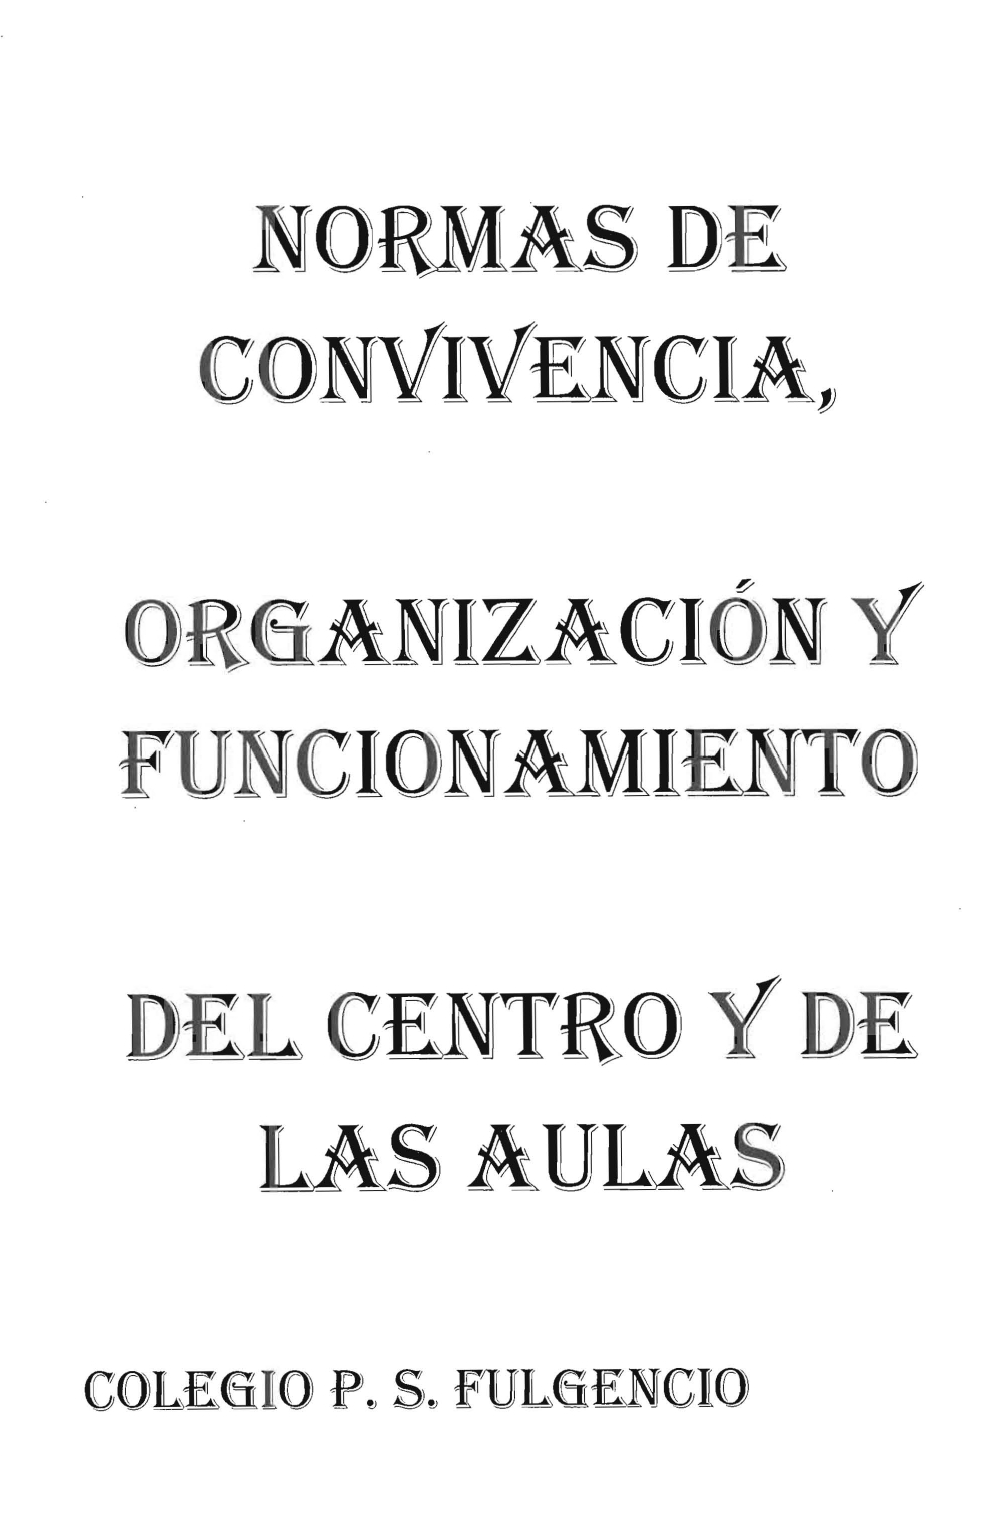 NORMAS DE
CONVIVENCIA,
ORGANIZACIÓN Y
FUNCIONAMIENTO
DEL CENTRO Y DE
LAS AULAS
COLEGIO P. S. FULGENCIO